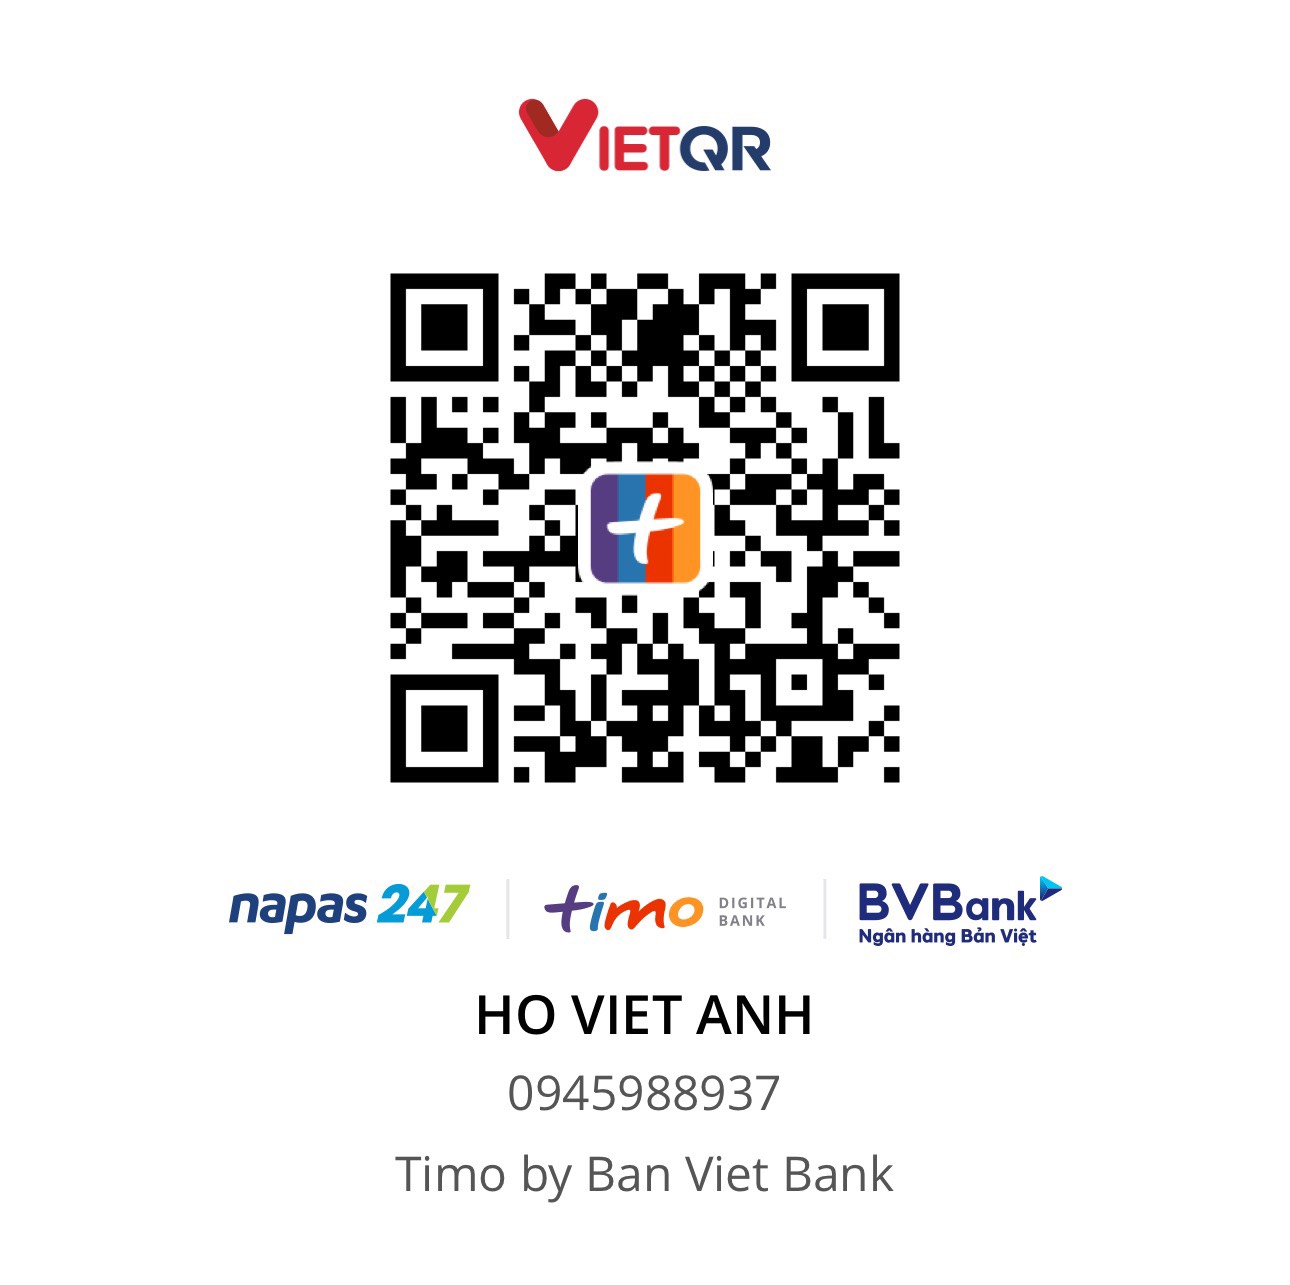 VIETQR
napas 247
timo DIGITAL BANK
BVBank
Ngân hàng Bản Việt
HO VIET ANH
0945988937
Timo by Ban Viet Bank